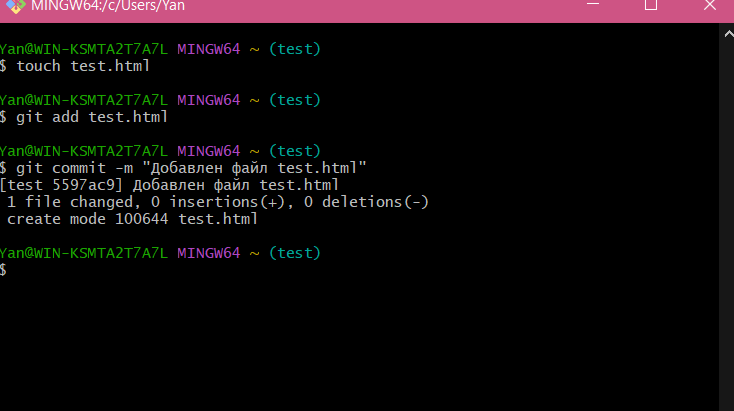 MINGW64:/c/Users/Yan
Yan@WIN-KSMTA2T7A7L MINGW64 ~ (test)
$ touch test.html
Yan@WIN-KSMTA2T7A7L MINGW64 ~ (test)
$ git add test.html
Yan@WIN-KSMTA2T7A7L MINGW64 ~ (test)
$ git commit -m "Добавлен файл test.html"
[test 5597ac9] Добавлен файл test.html
 1 file changed, 0 insertions(+), 0 deletions(-)
 create mode 100644 test.html
Yan@WIN-KSMTA2T7A7L MINGW64 ~ (test)
$